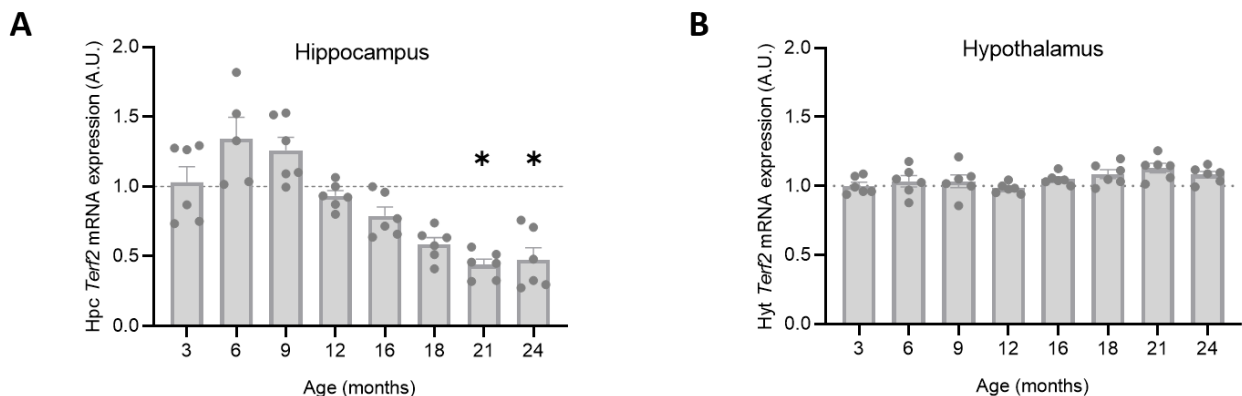 A
Hippocampus
Hpc Terf2 mRNA expression (A.U.)
2.0
1.5
1.0
0.5
0.0
* *
3 6 9 12 16 18 21 24
Age (months)
B
Hypothalamus
Hyt Terf2 mRNA expression (A.U.)
2.0
1.5
1.0
0.5
0.0
3 6 9 12 16 18 21 24
Age (months)